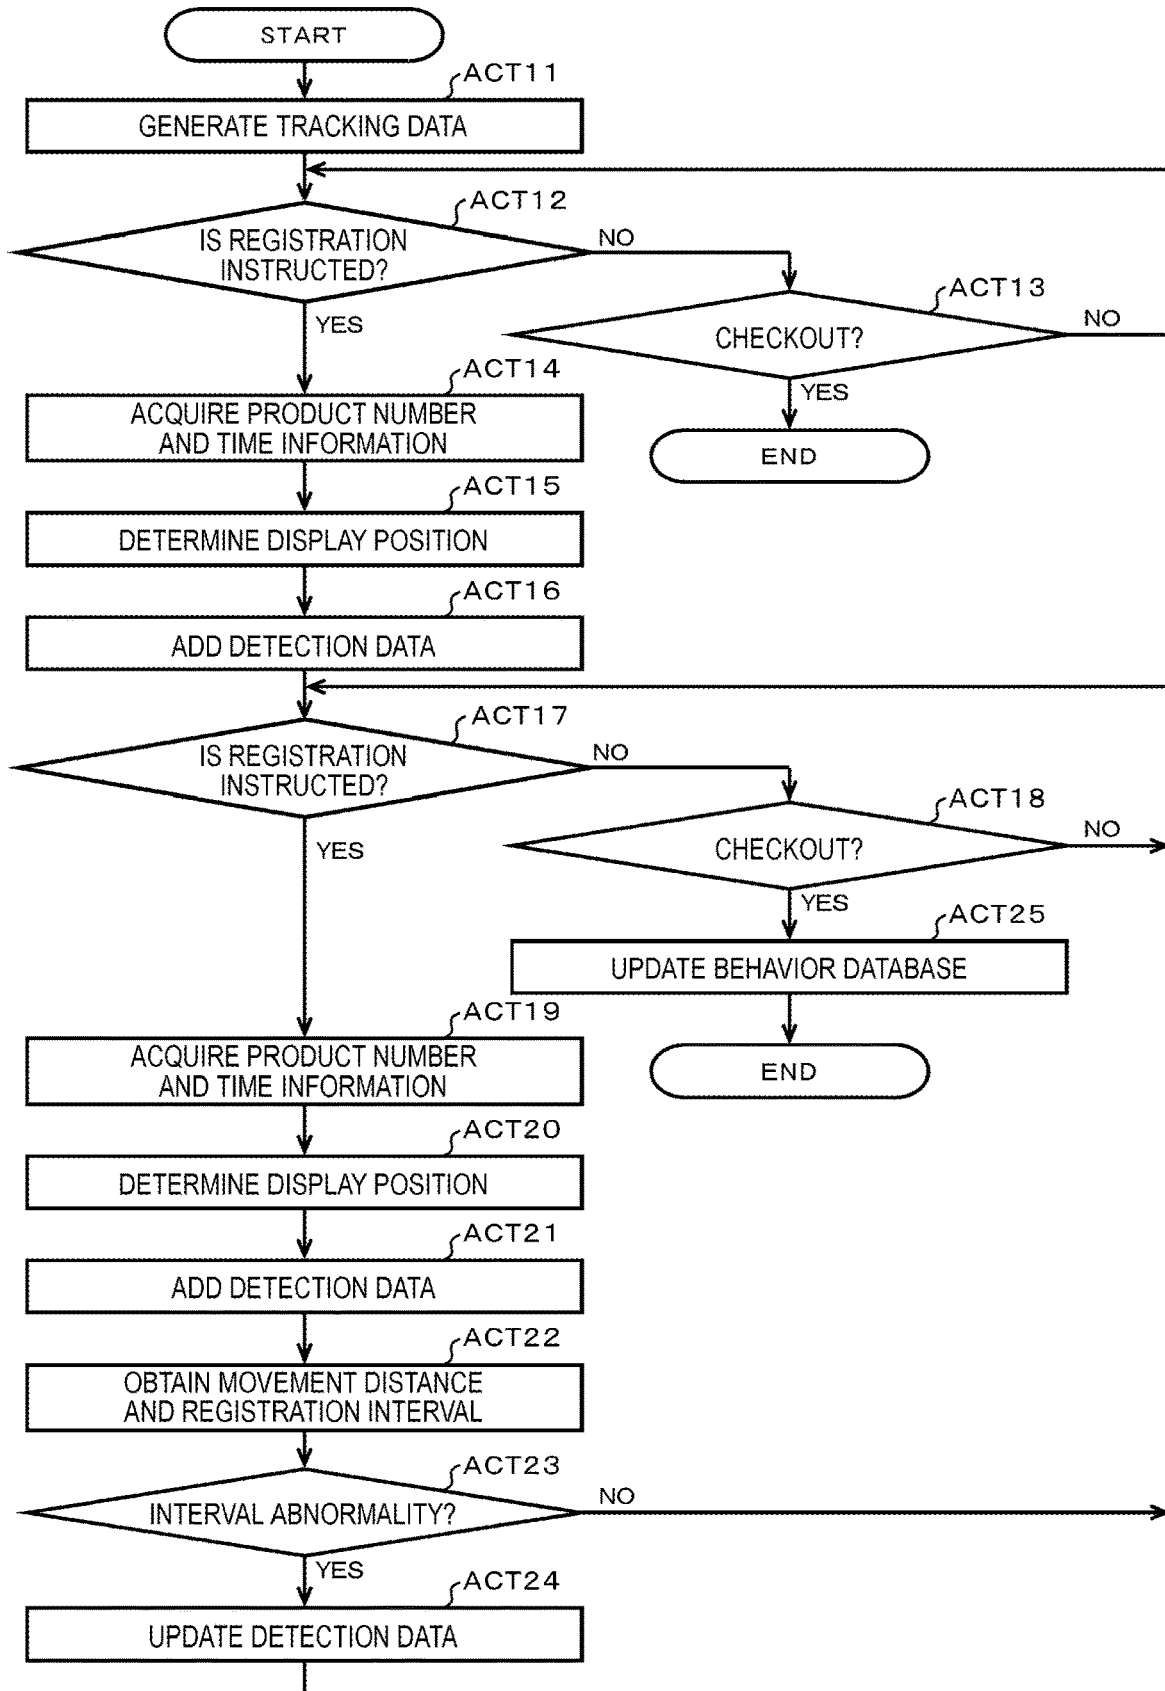 START
ACT11
GENERATE TRACKING DATA
ACT12
IS REGISTRATION
INSTRUCTED?
NO
YES
ACT13
CHECKOUT?
NO
YES
END
ACT14
ACQUIRE PRODUCT NUMBER
AND TIME INFORMATION
ACT15
DETERMINE DISPLAY POSITION
ACT16
ADD DETECTION DATA
ACT17
IS REGISTRATION
INSTRUCTED?
NO
YES
ACT18
CHECKOUT?
NO
YES
ACT25
UPDATE BEHAVIOR DATABASE
END
ACT19
ACQUIRE PRODUCT NUMBER
AND TIME INFORMATION
ACT20
DETERMINE DISPLAY POSITION
ACT21
ADD DETECTION DATA
ACT22
OBTAIN MOVEMENT DISTANCE
AND REGISTRATION INTERVAL
ACT23
INTERVAL ABNORMALITY?
NO
YES
ACT24
UPDATE DETECTION DATA